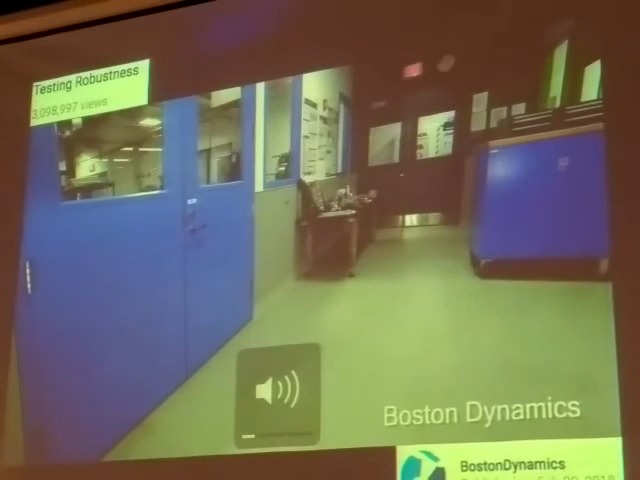 Testing Robustness
3,098,997 views
Boston Dynamics
BostonDynamics